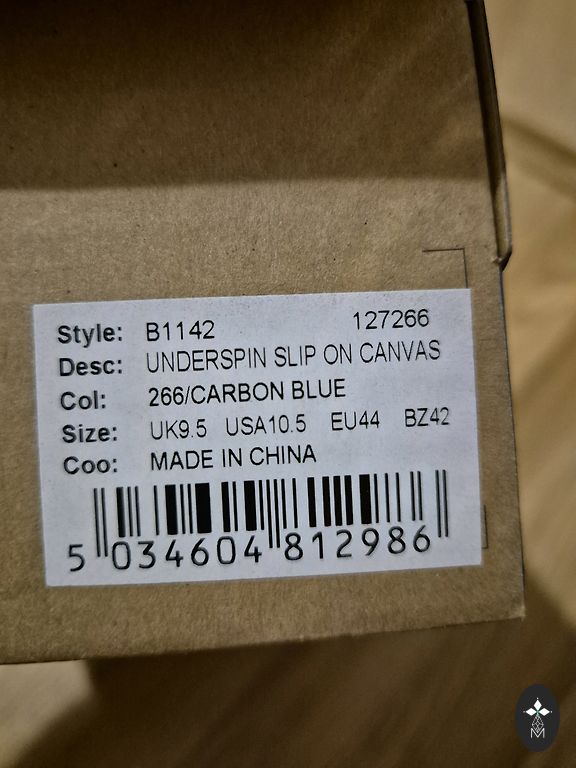 Style: B1142 127266
Desc: UNDERSPIN SLIP ON CANVAS
Col: 266/CARBON BLUE
Size: UK9.5 USA10.5 EU44 BZ42
Coo: MADE IN CHINA
5 034604 812986
M